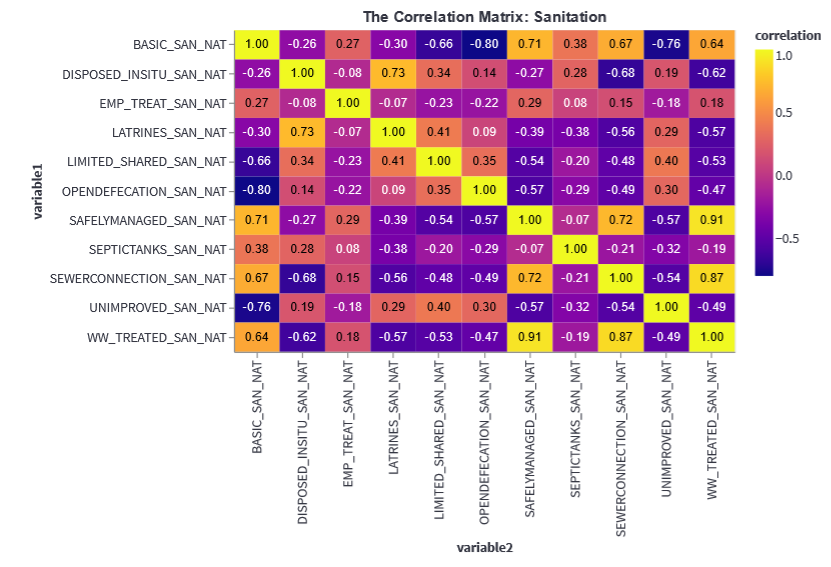 The Correlation Matrix: Sanitation
correlation
1.0
0.5
0.0
−0.5
variable1
BASIC_SAN_NAT 1.00 -0.26 0.27 -0.30 -0.66 -0.80 0.71 0.38 0.67 -0.76 0.64
DISPOSED_INSITU_SAN_NAT -0.26 1.00 -0.08 0.73 0.34 0.14 -0.27 0.28 -0.68 0.19 -0.62
EMP_TREAT_SAN_NAT 0.27 -0.08 1.00 -0.07 -0.23 -0.22 0.29 0.08 0.15 -0.18 0.18
LATRINES_SAN_NAT -0.30 0.73 -0.07 1.00 0.41 0.09 -0.39 -0.38 -0.56 0.29 -0.57
LIMITED_SHARED_SAN_NAT -0.66 0.34 -0.23 0.41 1.00 0.35 -0.54 -0.20 -0.48 0.40 -0.53
OPENDEFECATION_SAN_NAT -0.80 0.14 -0.22 0.09 0.35 1.00 -0.57 -0.29 -0.49 0.30 -0.47
SAFELYMANAGED_SAN_NAT 0.71 -0.27 0.29 -0.39 -0.54 -0.57 1.00 -0.07 0.72 -0.57 0.91
SEPTICTANKS_SAN_NAT 0.38 0.28 0.08 -0.38 -0.20 -0.29 -0.07 1.00 -0.21 -0.32 -0.19
SEWERCONNECTION_SAN_NAT 0.67 -0.68 0.15 -0.56 -0.48 -0.49 0.72 -0.21 1.00 -0.54 0.87
UNIMPROVED_SAN_NAT -0.76 0.19 -0.18 0.29 0.40 0.30 -0.57 -0.32 -0.54 1.00 -0.49
WW_TREATED_SAN_NAT 0.64 -0.62 0.18 -0.57 -0.53 -0.47 0.91 -0.19 0.87 -0.49 1.00
BASIC_SAN_NAT
DISPOSED_INSITU_SAN_NAT
EMP_TREAT_SAN_NAT
LATRINES_SAN_NAT
LIMITED_SHARED_SAN_NAT
OPENDEFECATION_SAN_NAT
SAFELYMANAGED_SAN_NAT
SEPTICTANKS_SAN_NAT
SEWERCONNECTION_SAN_NAT
UNIMPROVED_SAN_NAT
WW_TREATED_SAN_NAT
variable2